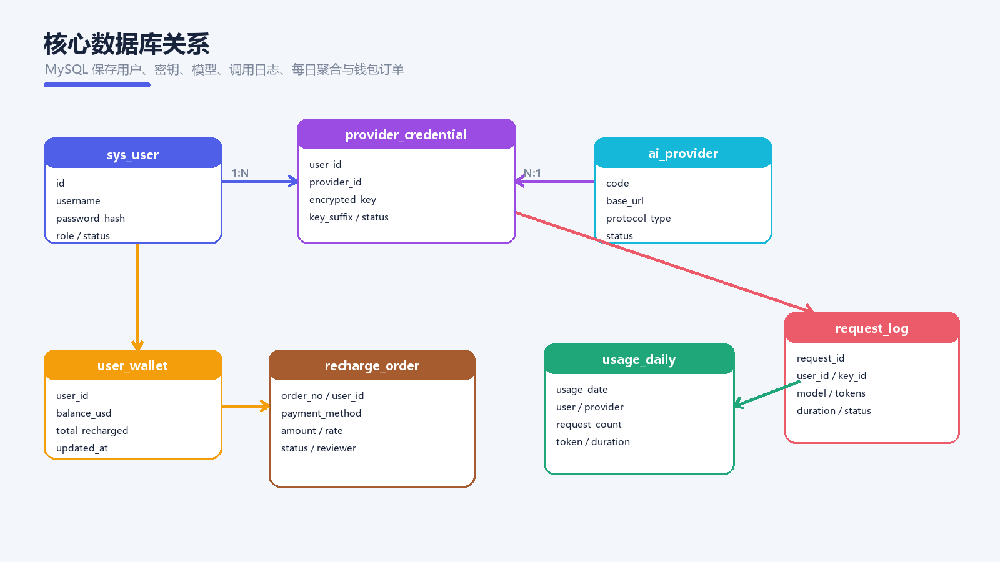 核心数据库关系
MySQL 保存用户、密钥、模型、调用日志、每日聚合与钱包订单
sys_user
id
username
password_hash
role / status
1:N
provider_credential
user_id
provider_id
encrypted_key
key_suffix / status
N:1
ai_provider
code
base_url
protocol_type
status
user_wallet
user_id
balance_usd
total_recharged
updated_at
recharge_order
order_no / user_id
payment_method
amount / rate
status / reviewer
usage_daily
usage_date
user / provider
request_count
token / duration
request_log
request_id
user_id / key_id
model / tokens
duration / status